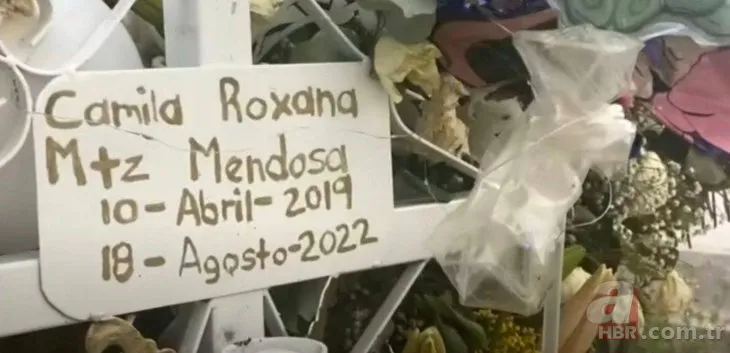 Camila Roxana
Mtz Mendosa
10-Abril-2019
18-Agosto-2022
a
HBR.com.tr